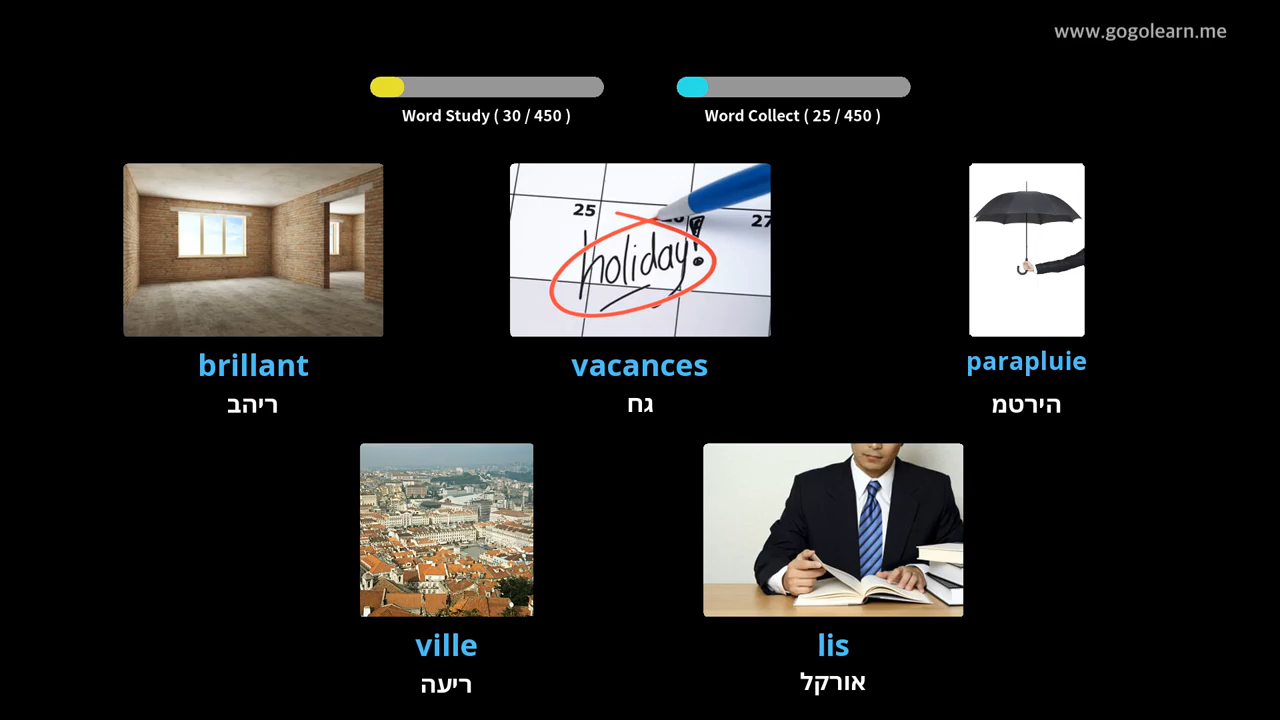 www.gogolearn.me
Word Study ( 30 / 450 )
Word Collect ( 25 / 450 )
25
27
holiday!
brillant
ריהב
vacances
גח
parapluie
הירטמ
ville
ריעה
lis
אורקל